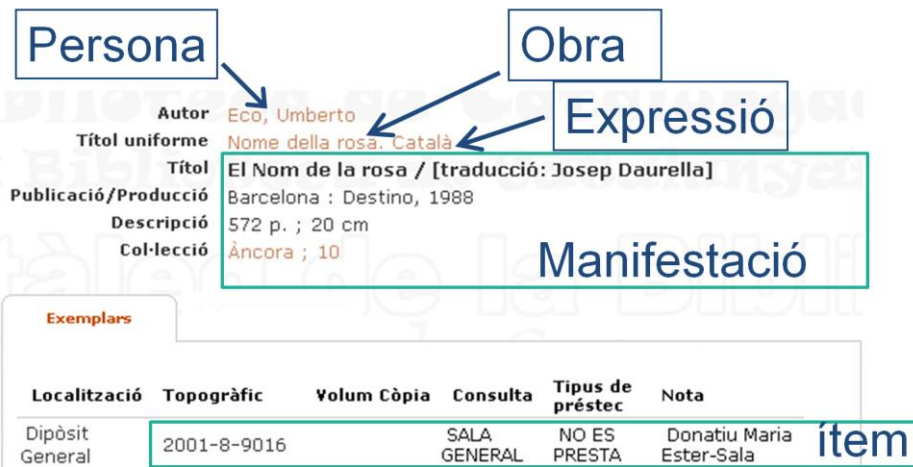 Persona
Obra
Expressió
Autor Eco, Umberto
Títol uniforme Nome della rosa. Català
Títol El Nom de la rosa / [traducció: Josep Daurella]
Publicació/Producció Barcelona : Destino, 1988
Descripció 572 p. ; 20 cm
Col·lecció Àncora ; 10
Manifestació
Exemplars
Localització Topogràfic Volum Còpia Consulta Tipus de préstec Nota
Dipòsit General 2001-8-9016 SALA GENERAL NO ES PRESTA Donatiu Maria Ester-Sala
ítem